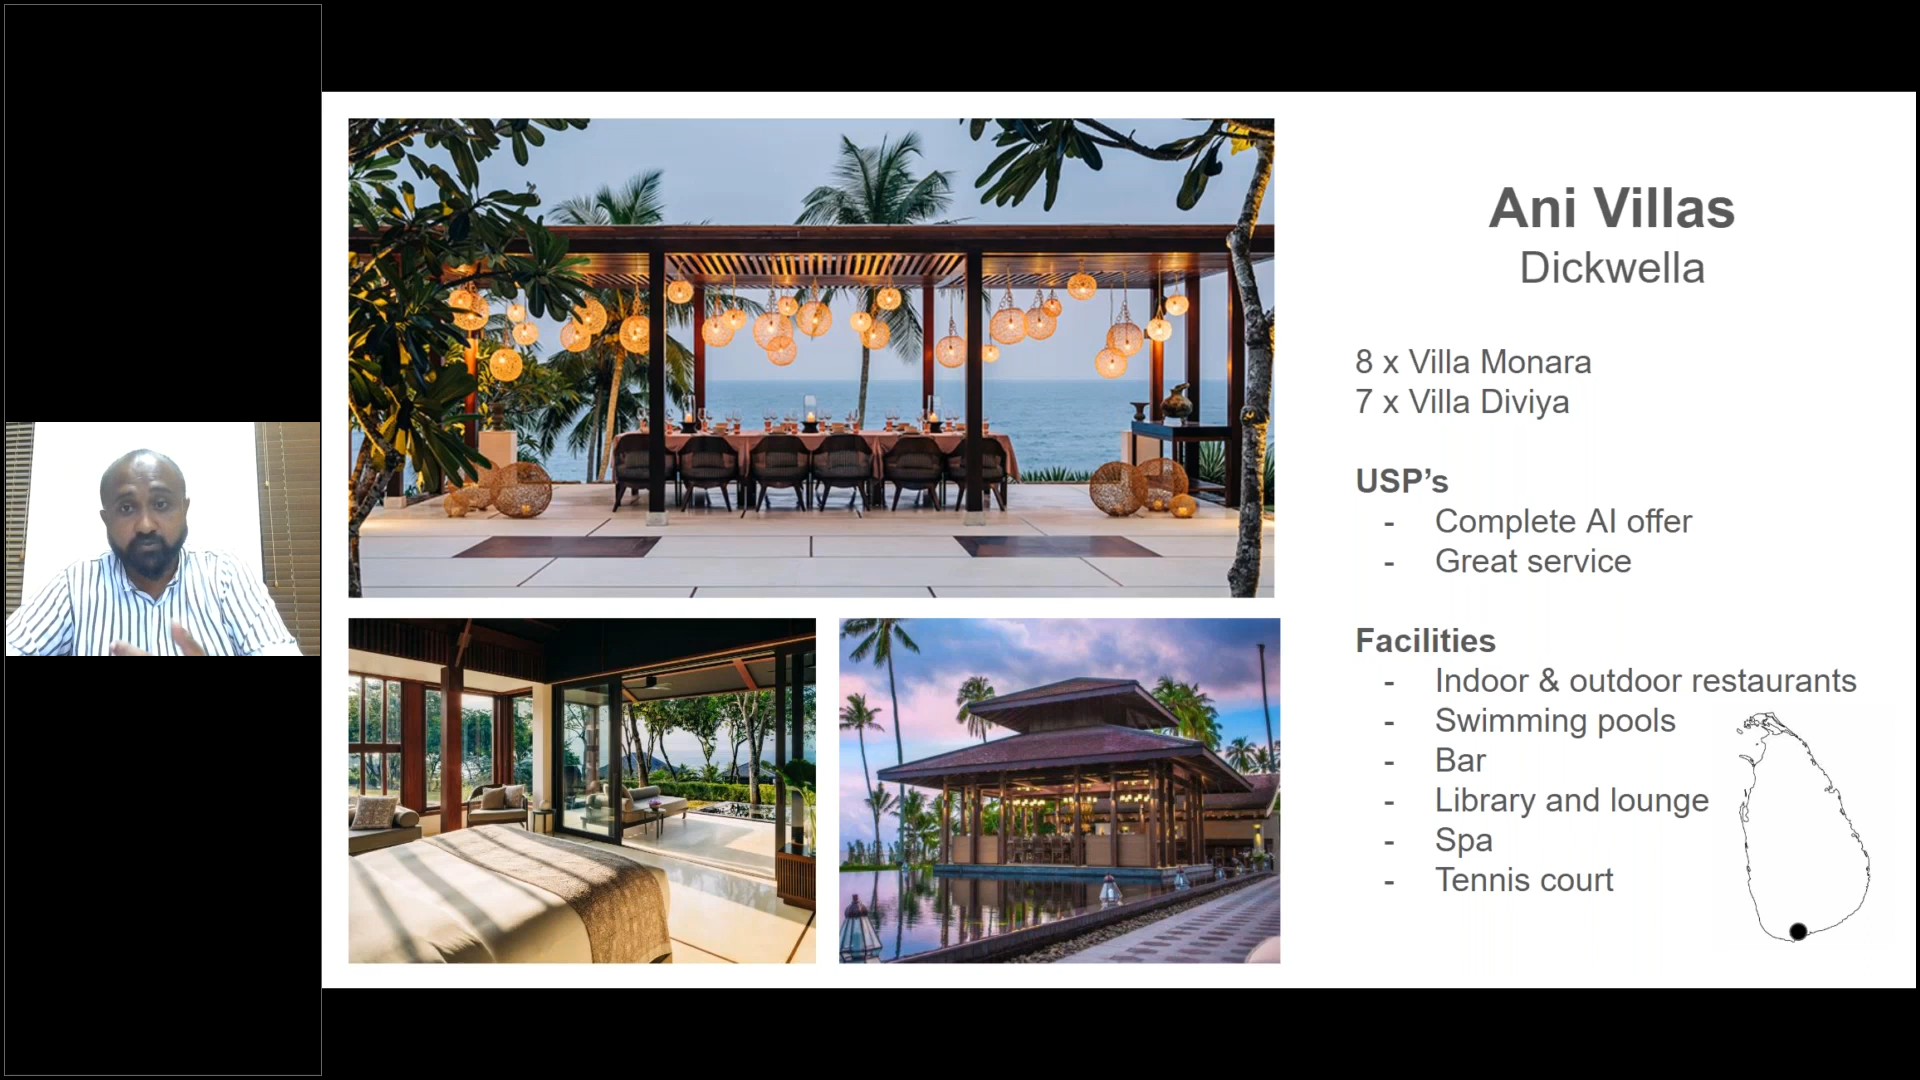 Ani Villas
Dickwella
8 x Villa Monara
7 x Villa Diviya
USP’s
- Complete AI offer
- Great service
Facilities
- Indoor & outdoor restaurants
- Swimming pools
- Bar
- Library and lounge
- Spa
- Tennis court